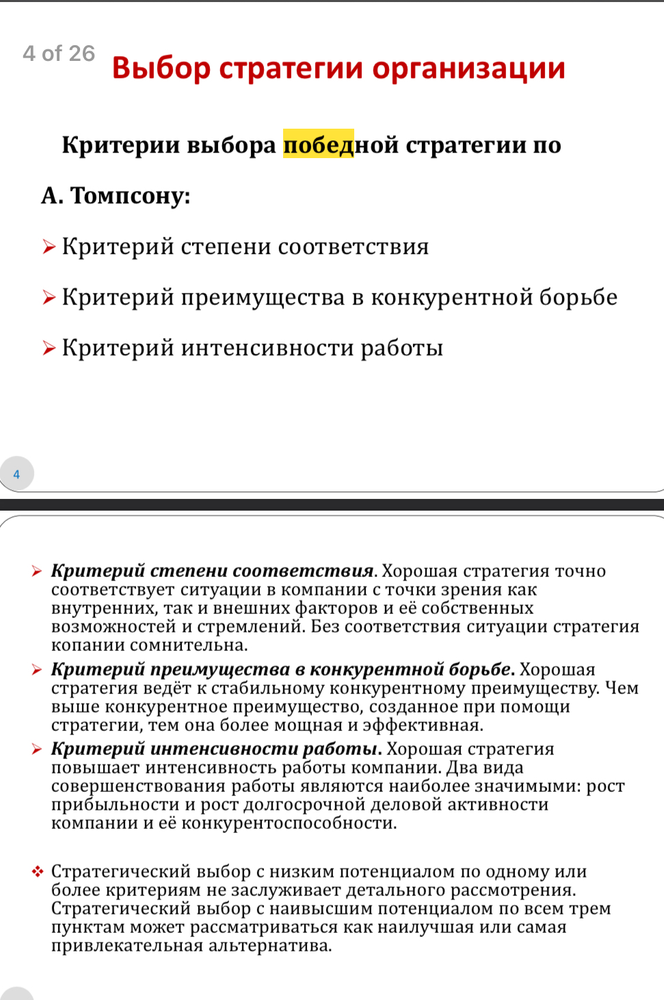 4 of 26
Выбор стратегии организации
Критерии выбора победной стратегии по
А. Томпсону:
Критерий степени соответствия
Критерий преимущества в конкурентной борьбе
Критерий интенсивности работы
4
Критерий степени соответствия. Хорошая стратегия точно
соответствует ситуации в компании с точки зрения как
внутренних, так и внешних факторов и её собственных
возможностей и стремлений. Без соответствия ситуации стратегия
копании сомнительна.
Критерий преимущества в конкурентной борьбе. Хорошая
стратегия ведёт к стабильному конкурентному преимуществу. Чем
выше конкурентное преимущество, созданное при помощи
стратегии, тем она более мощная и эффективная.
Критерий интенсивности работы. Хорошая стратегия
повышает интенсивность работы компании. Два вида
совершенствования работы являются наиболее значимыми: рост
прибыльности и рост долгосрочной деловой активности
компании и её конкурентоспособности.
Стратегический выбор с низким потенциалом по одному или
более критериям не заслуживает детального рассмотрения.
Стратегический выбор с наивысшим потенциалом по всем трем
пунктам может рассматриваться как наилучшая или самая
привлекательная альтернатива.